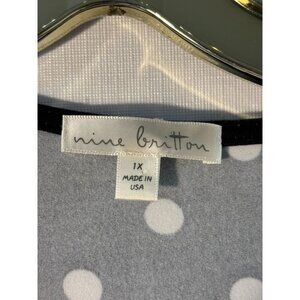 nine britton
1X
MADE IN
USA